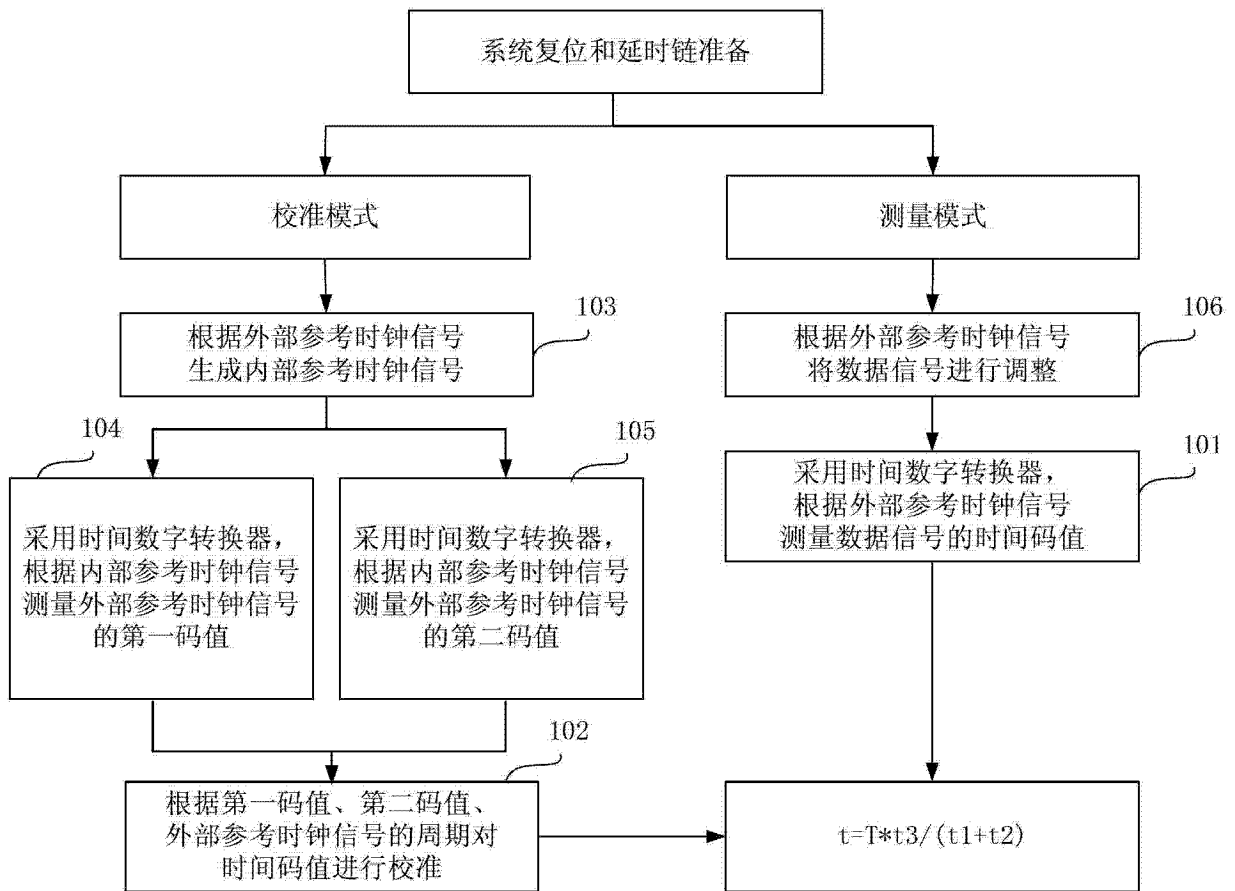 系统复位和延时链准备
校准模式
测量模式
103
根据外部参考时钟信号
生成内部参考时钟信号
106
根据外部参考时钟信号
将数据信号进行调整
104
采用时间数字转换器，
根据内部参考时钟信号
测量外部参考时钟信号
的第一码值
105
采用时间数字转换器，
根据内部参考时钟信号
测量外部参考时钟信号
的第二码值
101
采用时间数字转换器，
根据外部参考时钟信号
测量数据信号的时间码值
102
根据第一码值、第二码值、
外部参考时钟信号的周期对
时间码值进行校准
t=T*t3/(t1+t2)